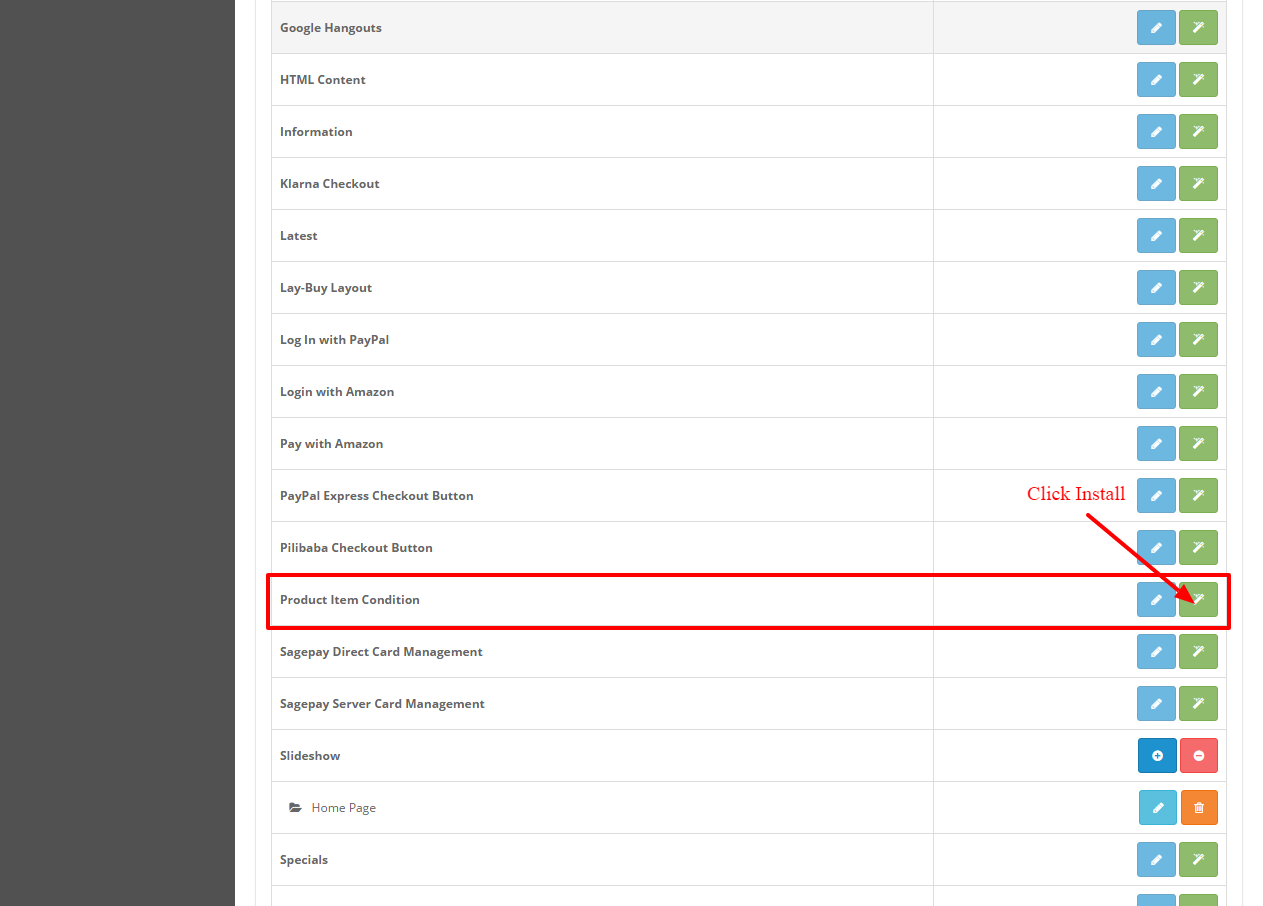 Google Hangouts
HTML Content
Information
Klarna Checkout
Latest
Lay-Buy Layout
Log In with PayPal
Login with Amazon
Pay with Amazon
PayPal Express Checkout Button
Click Install
Pilibaba Checkout Button
Product Item Condition
Sagepay Direct Card Management
Sagepay Server Card Management
Slideshow
Home Page
Specials